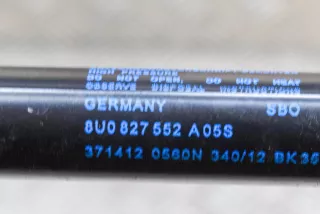 HIGH PRESSURE
DO NOT OPEN, DO NOT HEAT
OBSERVE DISPOSAL INSTRUCTIONS
GERMANY SBO
8U0 827 552 A05S
371412 0560N 340/12 BK35